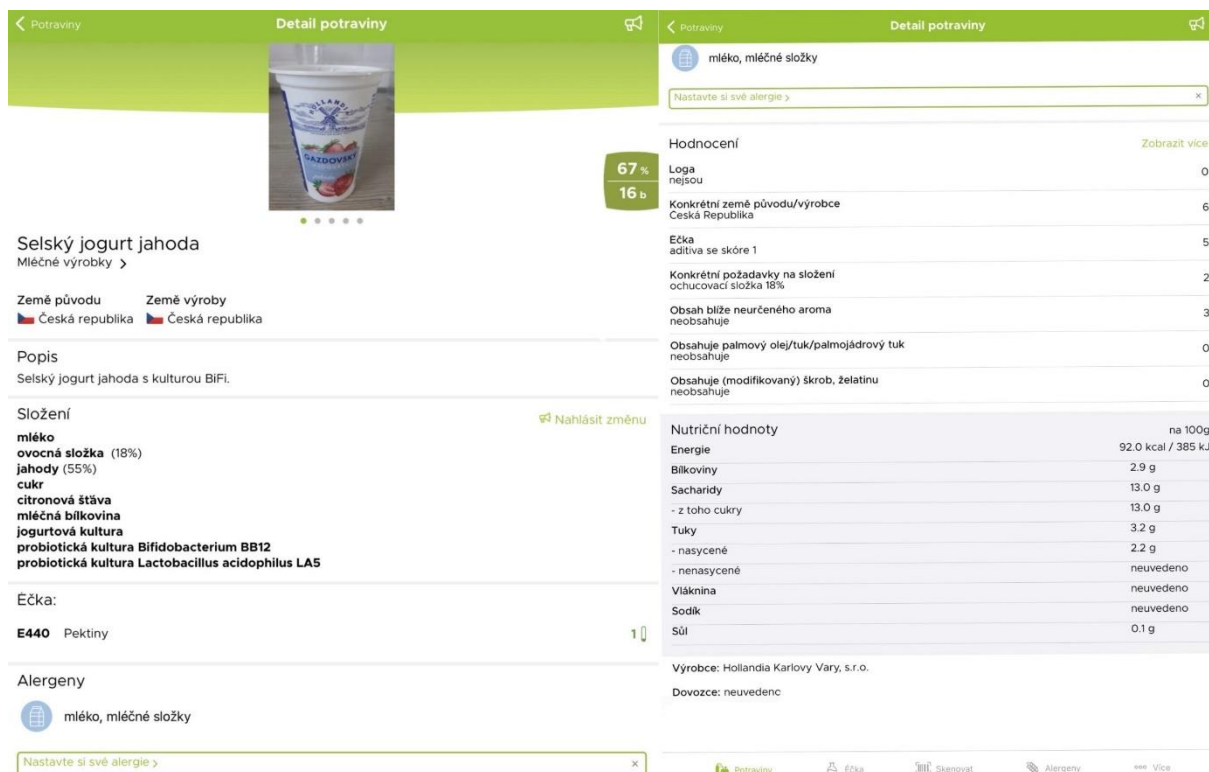 Potraviny
Detail potraviny
HOLLANDIA
GAZDOVSKÝ
67 %
16 b
Selský jogurt jahoda
Mléčné výrobky >
Země původu Země výroby
Česká republika Česká republika
Popis
Selský jogurt jahoda s kulturou BiFi.
Složení
Nahlásit změnu
mléko
ovocná složka (18%)
jahody (55%)
cukr
citronová šťáva
mléčná bílkovina
jogurtová kultura
probiotická kultura Bifidobacterium BB12
probiotická kultura Lactobacillus acidophilus LA5
Éčka:
E440 Pektiny 1
Alergeny
mléko, mléčné složky
Nastavte si své alergie > ×
Potraviny
Detail potraviny
mléko, mléčné složky
Nastavte si své alergie > ×
Hodnocení Zobrazit více
Loga 0
nejsou
Konkrétní země původu/výrobce 6
Česká Republika
Éčka 5
aditiva se skóre 1
Konkrétní požadavky na složení 2
ochucovací složka 18%
Obsah blíže neurčeného aroma 3
neobsahuje
Obsahuje palmový olej/tuk/palmojádrový tuk 0
neobsahuje
Obsahuje (modifikovaný) škrob, želatinu 0
neobsahuje
Nutriční hodnoty na 100g
Energie 92.0 kcal / 385 kJ
Bílkoviny 2.9 g
Sacharidy 13.0 g
- z toho cukry 13.0 g
Tuky 3.2 g
- nasycené 2.2 g
- nenasycené neuvedeno
Vláknina neuvedeno
Sodík neuvedeno
Sůl 0.1 g
Výrobce: Hollandia Karlovy Vary, s.r.o.
Dovozce: neuvedeno
Potraviny Éčka Skenovat Alergeny Více